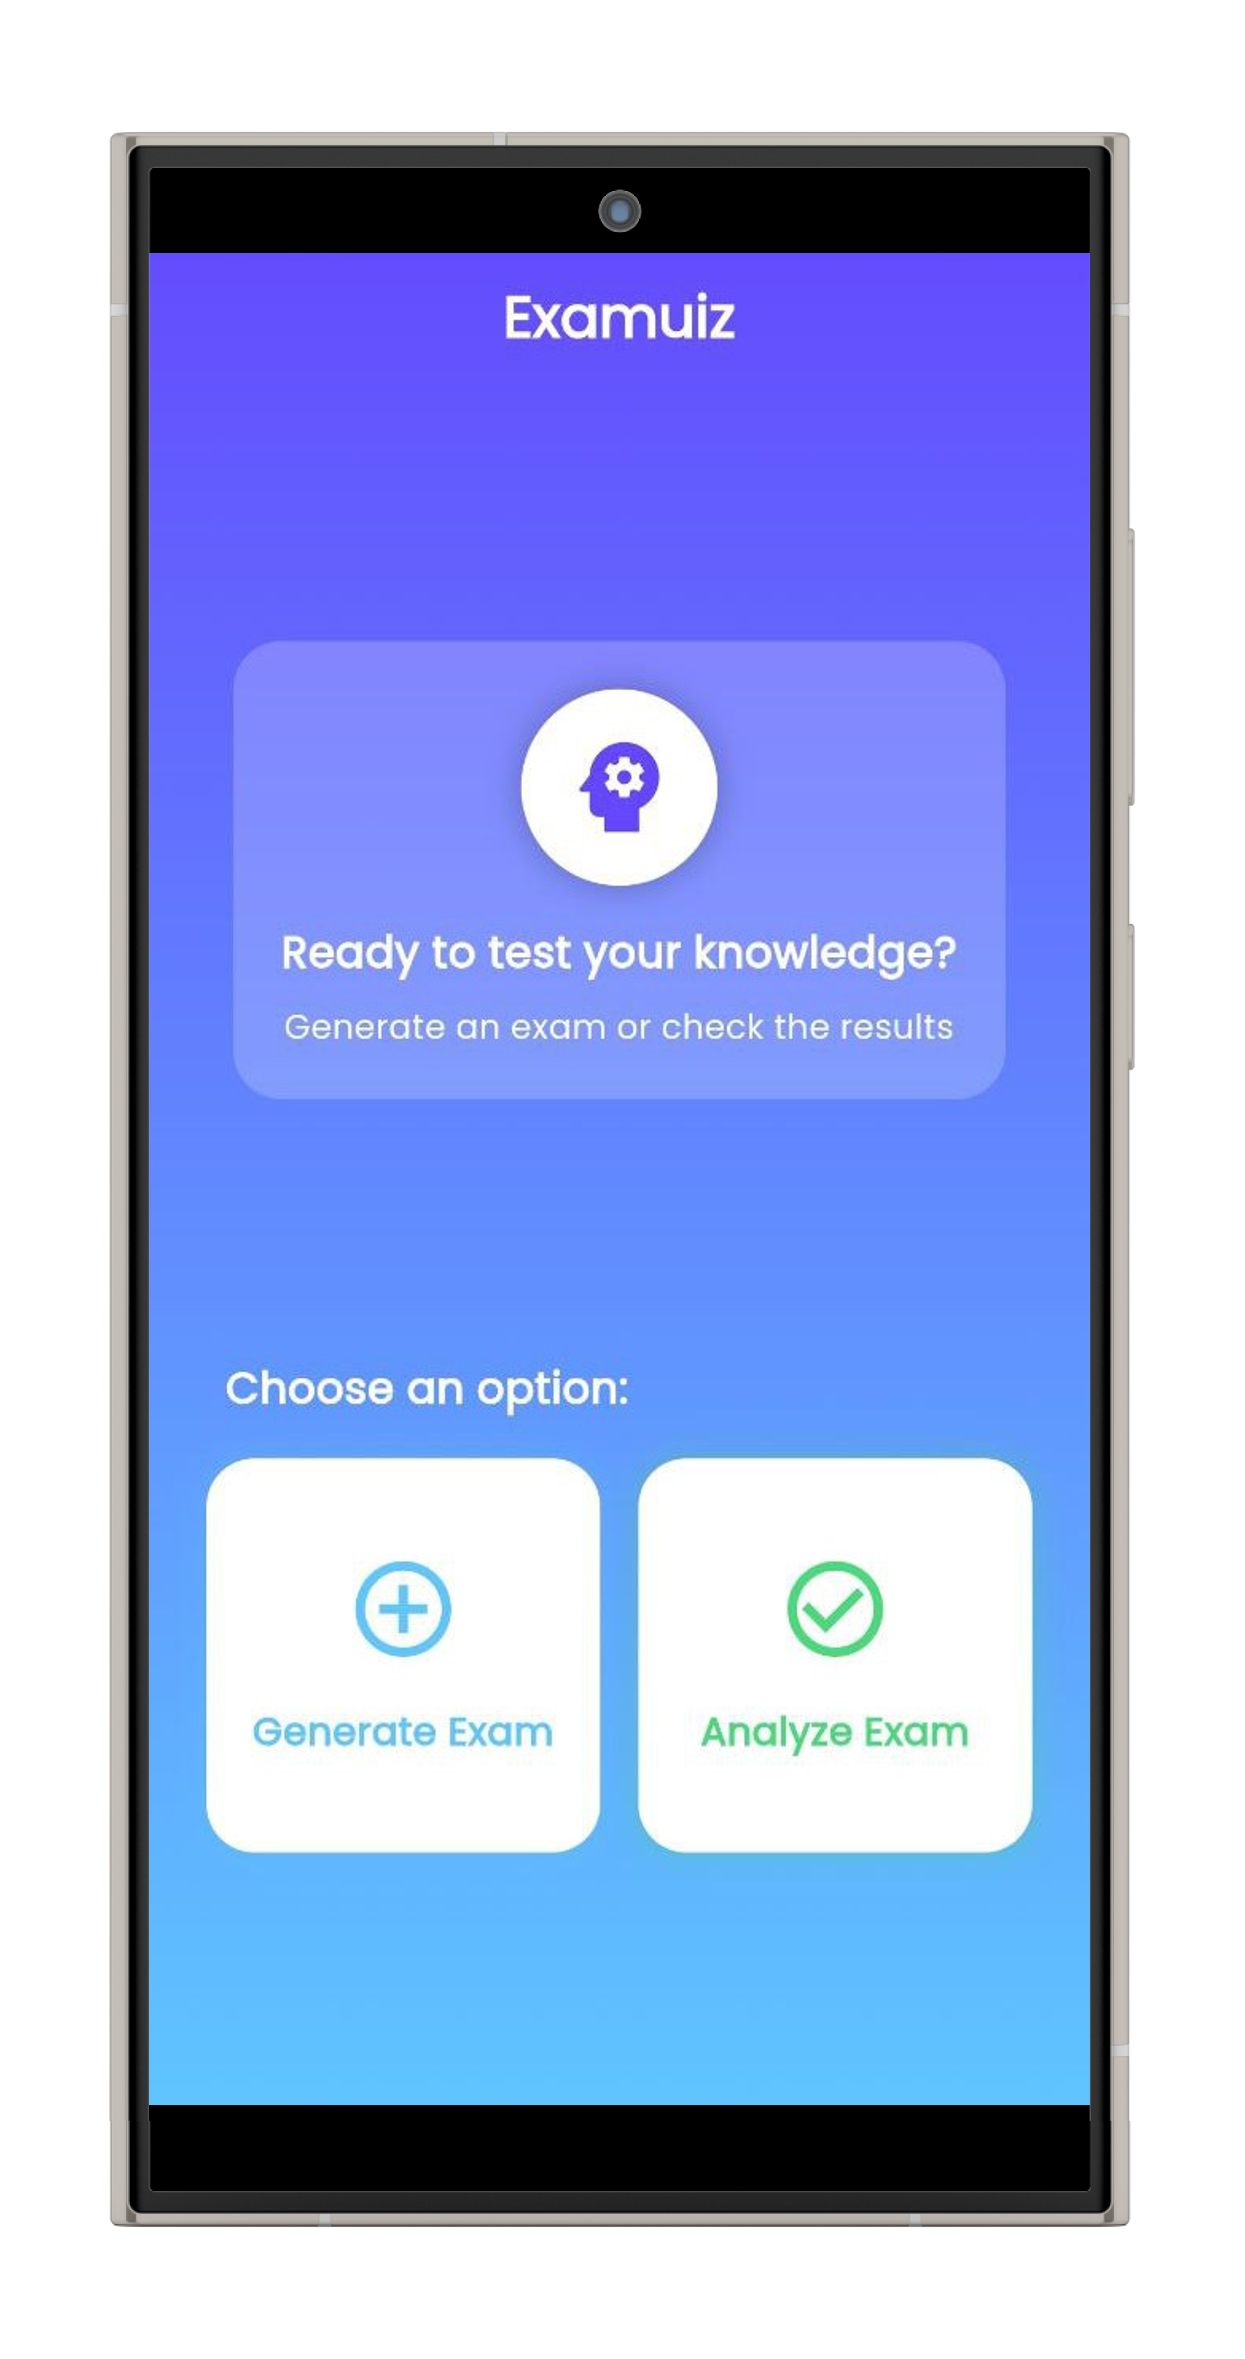 Examuiz
Ready to test your knowledge?
Generate an exam or check the results
Choose an option:
Generate Exam
Analyze Exam